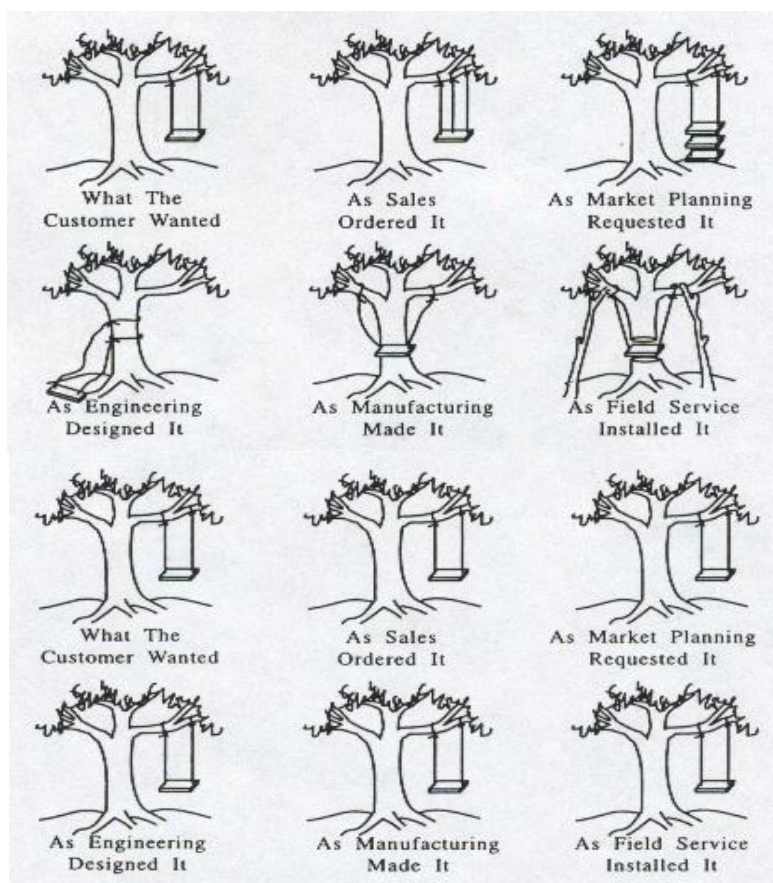 What The
Customer Wanted
As Sales
Ordered It
As Market Planning
Requested It
As Engineering
Designed It
As Manufacturing
Made It
As Field Service
Installed It
What The
Customer Wanted
As Sales
Ordered It
As Market Planning
Requested It
As Engineering
Designed It
As Manufacturing
Made It
As Field Service
Installed It